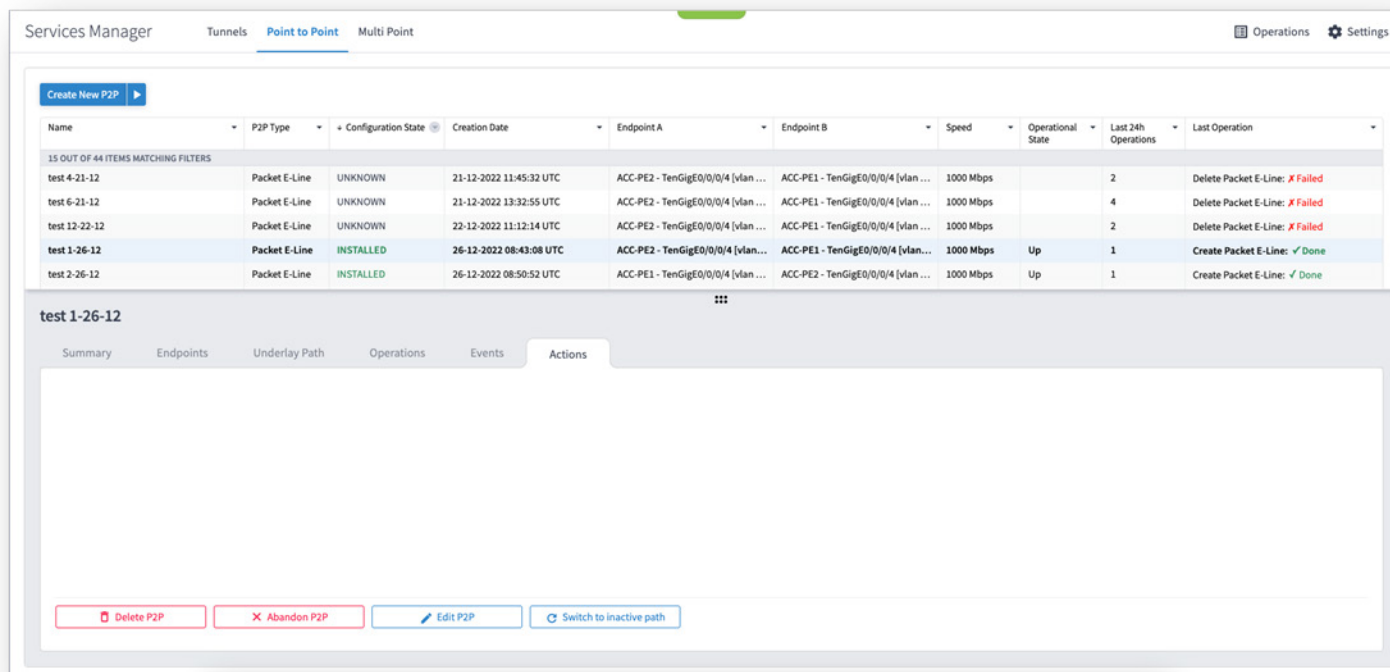 Services Manager Tunnels Point to Point Multi Point Operations Settings
Create New P2P
Name P2P Type Configuration State Creation Date Endpoint A Endpoint B Speed Operational State Last 24h Operations Last Operation
15 OUT OF 44 ITEMS MATCHING FILTERS
test 4-21-12 Packet E-Line UNKNOWN 21-12-2022 11:45:32 UTC ACC-PE2 - TenGigE0/0/0/4 [vlan ... ACC-PE1 - TenGigE0/0/0/4 [vlan ... 1000 Mbps 2 Delete Packet E-Line: ✗ Failed
test 6-21-12 Packet E-Line UNKNOWN 21-12-2022 13:32:55 UTC ACC-PE2 - TenGigE0/0/0/4 [vlan ... ACC-PE1 - TenGigE0/0/0/4 [vlan ... 1000 Mbps 4 Delete Packet E-Line: ✗ Failed
test 12-22-12 Packet E-Line UNKNOWN 22-12-2022 11:12:14 UTC ACC-PE2 - TenGigE0/0/0/4 [vlan ... ACC-PE1 - TenGigE0/0/0/4 [vlan ... 1000 Mbps 2 Delete Packet E-Line: ✗ Failed
test 1-26-12 Packet E-Line INSTALLED 26-12-2022 08:43:08 UTC ACC-PE2 - TenGigE0/0/0/4 [vlan... ACC-PE1 - TenGigE0/0/0/4 [vlan... 1000 Mbps Up 1 Create Packet E-Line: ✓ Done
test 2-26-12 Packet E-Line INSTALLED 26-12-2022 08:50:52 UTC ACC-PE1 - TenGigE0/0/0/4 [vlan ... ACC-PE2 - TenGigE0/0/0/4 [vlan ... 1000 Mbps Up 1 Create Packet E-Line: ✓ Done
test 1-26-12
Summary Endpoints Underlay Path Operations Events Actions
Delete P2P Abandon P2P Edit P2P Switch to inactive path